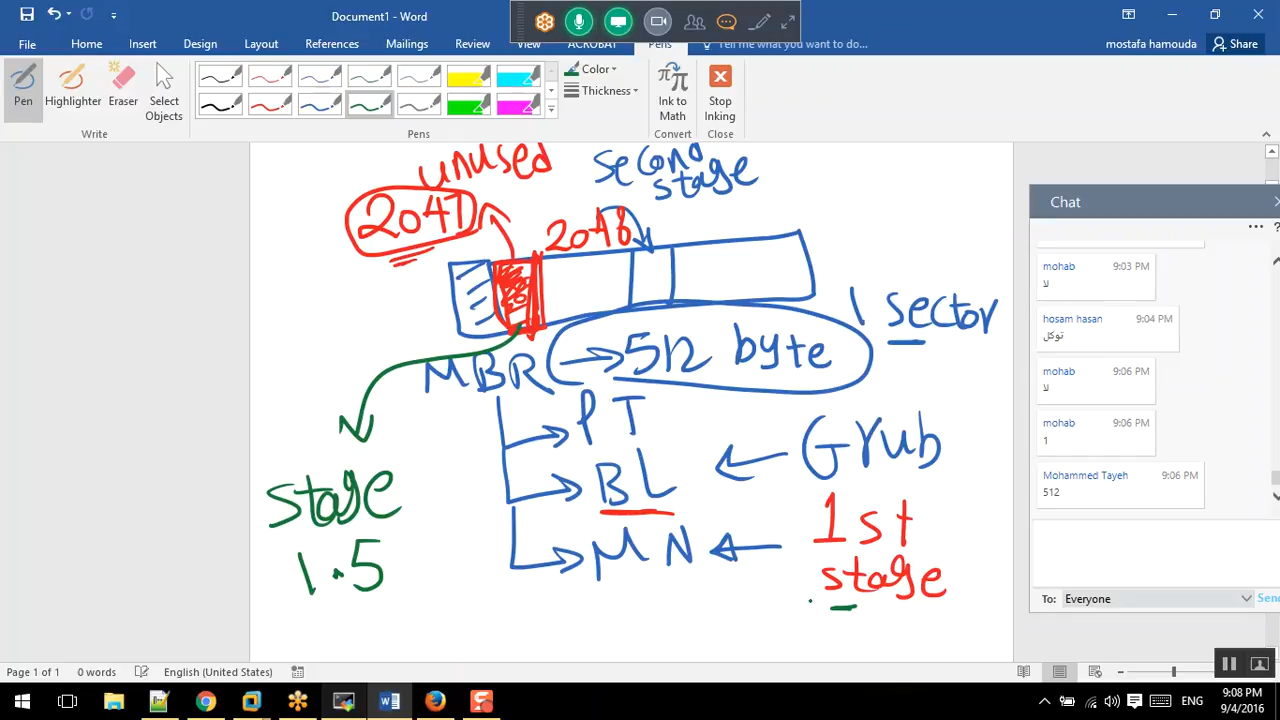 Document1 - Word
mostafa hamouda
Share
File
Home
Insert
Design
Layout
References
Mailings
Review
View
ACROBAT
Pens
Tell me what you want to do...
Pen
Highlighter
Eraser
Select
Objects
Color
Thickness
Ink to
Math
Stop
Inking
Write
Pens
Convert
Close
unused
second
stage
2047
2048
1 sector
MBR
512 byte
PT
BL
Grub
MN
1st
stage
stage
1.5
Chat
mohab 9:03 PM
لا
hosam hasan 9:04 PM
توكل
mohab 9:06 PM
لا
mohab 9:06 PM
1
Mohammed Tayeh 9:06 PM
512
To: Everyone
Send
Page 1 of 1 0 words English (United States)
ENG
9:08 PM
9/4/2016